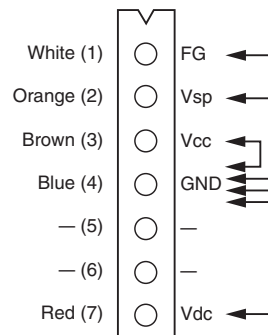 White (1) FG
Orange (2) Vsp
Brown (3) Vcc
Blue (4) GND
— (5) —
— (6) —
Red (7) Vdc